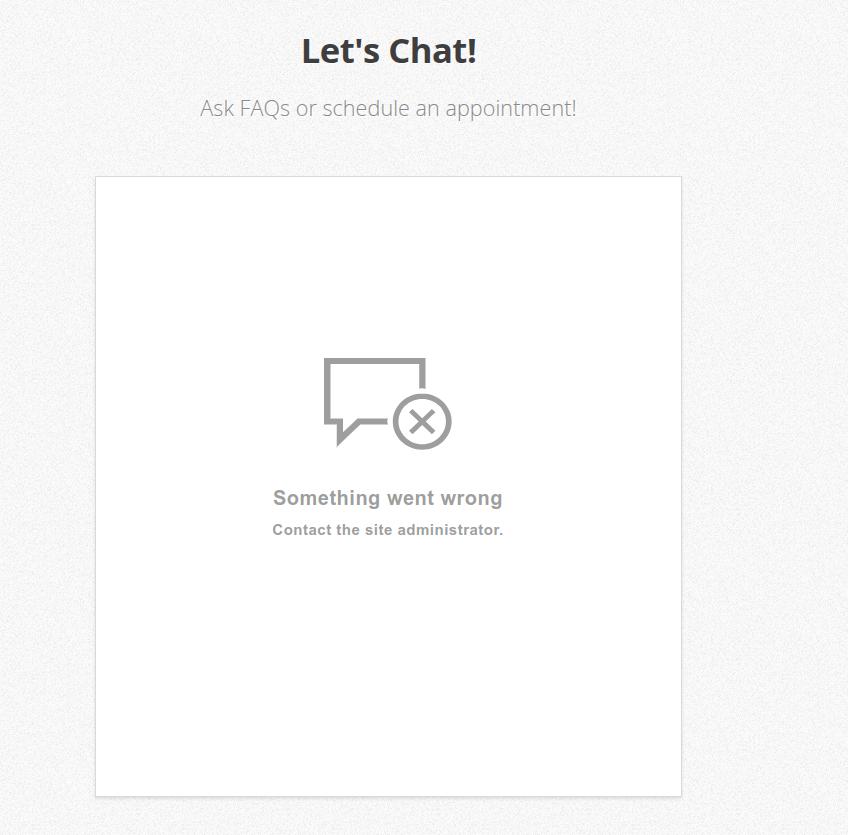 Let's Chat!
Ask FAQs or schedule an appointment!
Something went wrong
Contact the site administrator.